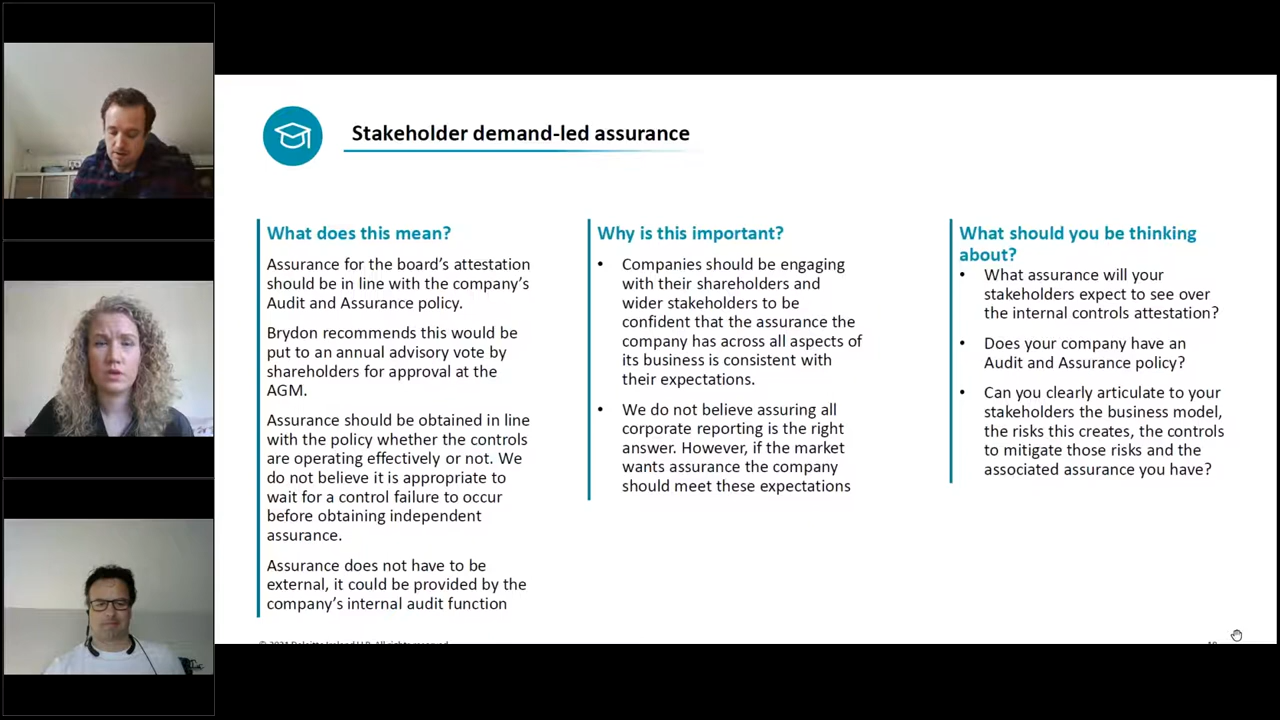 Stakeholder demand-led assurance
What does this mean?
Assurance for the board's attestation
should be in line with the company's
Audit and Assurance policy.
Brydon recommends this would be
put to an annual advisory vote by
shareholders for approval at the
AGM.
Assurance should be obtained in line
with the policy whether the controls
are operating effectively or not. We
do not believe it is appropriate to
wait for a control failure to occur
before obtaining independent
assurance.
Assurance does not have to be
external, it could be provided by the
company's internal audit function
Why is this important?
• Companies should be engaging
with their shareholders and
wider stakeholders to be
confident that the assurance the
company has across all aspects of
its business is consistent with
their expectations.
• We do not believe assuring all
corporate reporting is the right
answer. However, if the market
wants assurance the company
should meet these expectations
What should you be thinking
about?
• What assurance will your
stakeholders expect to see over
the internal controls attestation?
• Does your company have an
Audit and Assurance policy?
• Can you clearly articulate to your
stakeholders the business model,
the risks this creates, the controls
to mitigate those risks and the
associated assurance you have?
© 2021 Deloitte Ireland LLP. All rights reserved